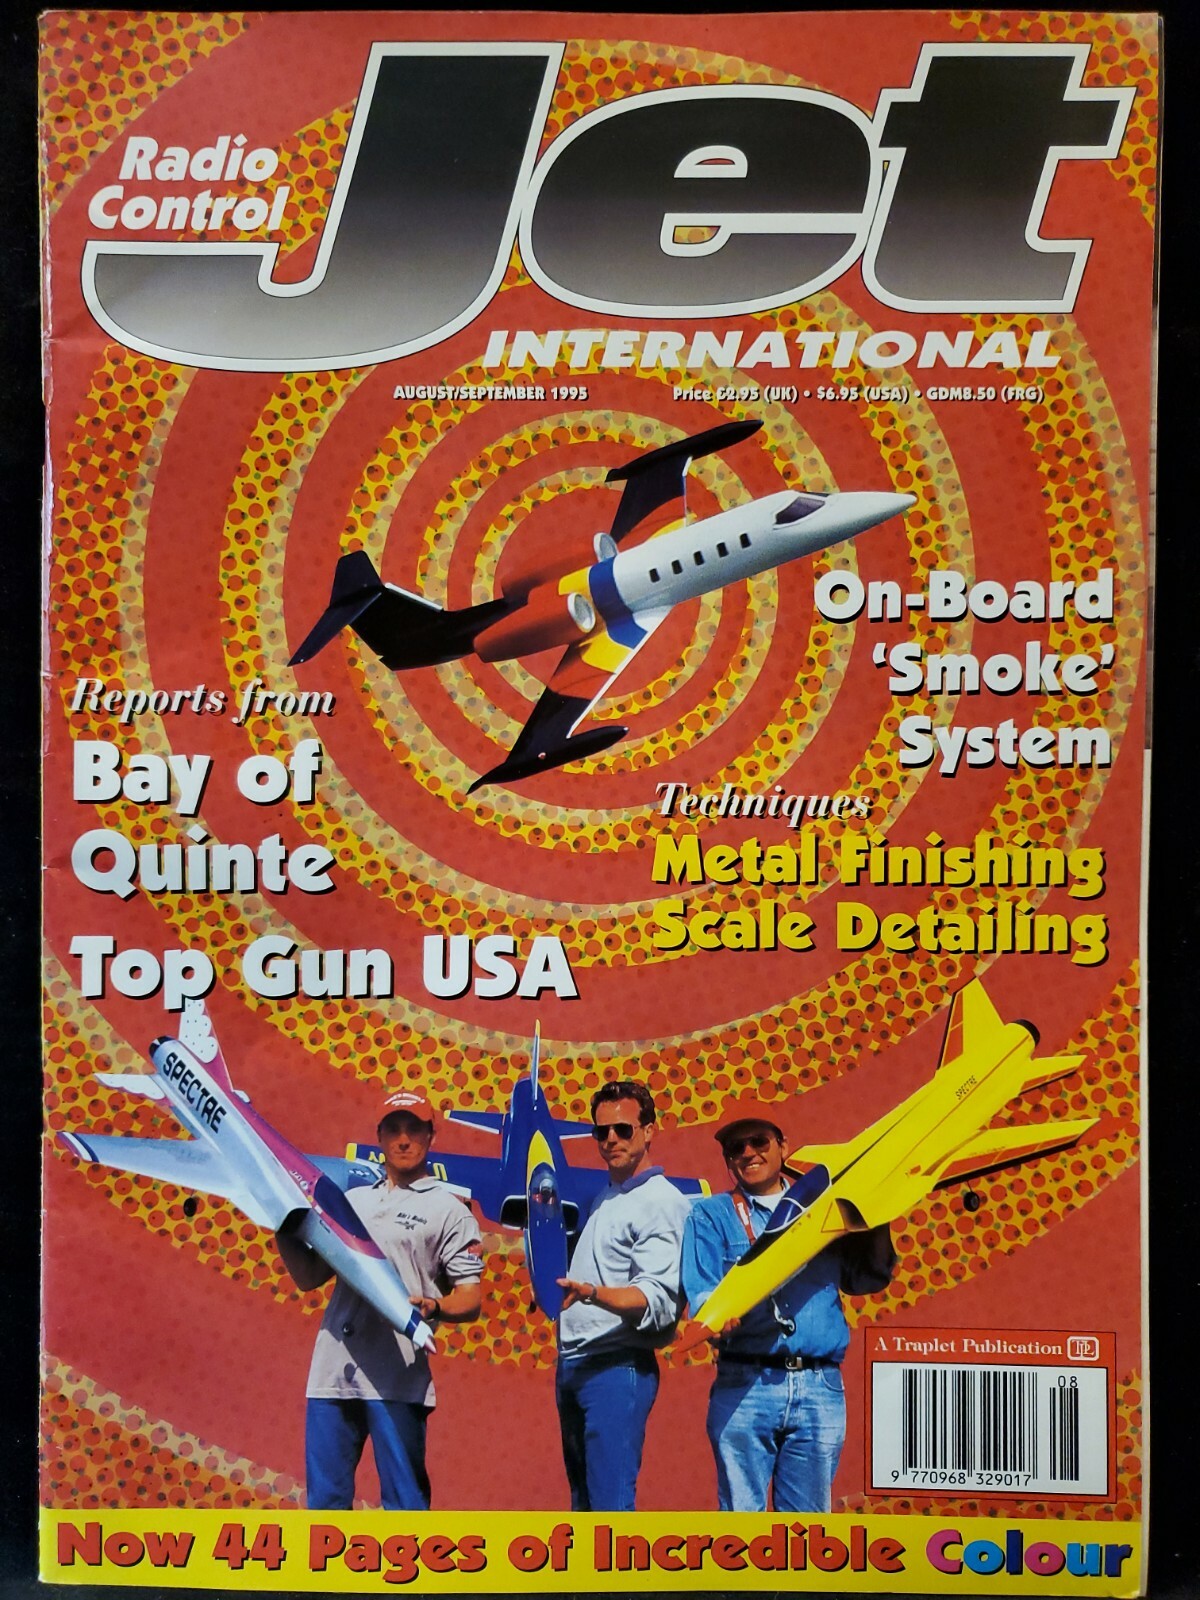 Radio
Control
Jet
INTERNATIONAL
AUGUST/SEPTEMBER 1995
Price £2.95 (UK) • $6.95 (USA) • GDM8.50 (FRG)
On-Board
‘Smoke’
System
Reports from
Bay of
Quinte
Top Gun USA
Techniques
Metal Finishing
Scale Detailing
SPECTRE
SPECTRE
A Traplet Publication TPL
08
9 770968 329017
Now 44 Pages of Incredible Colour